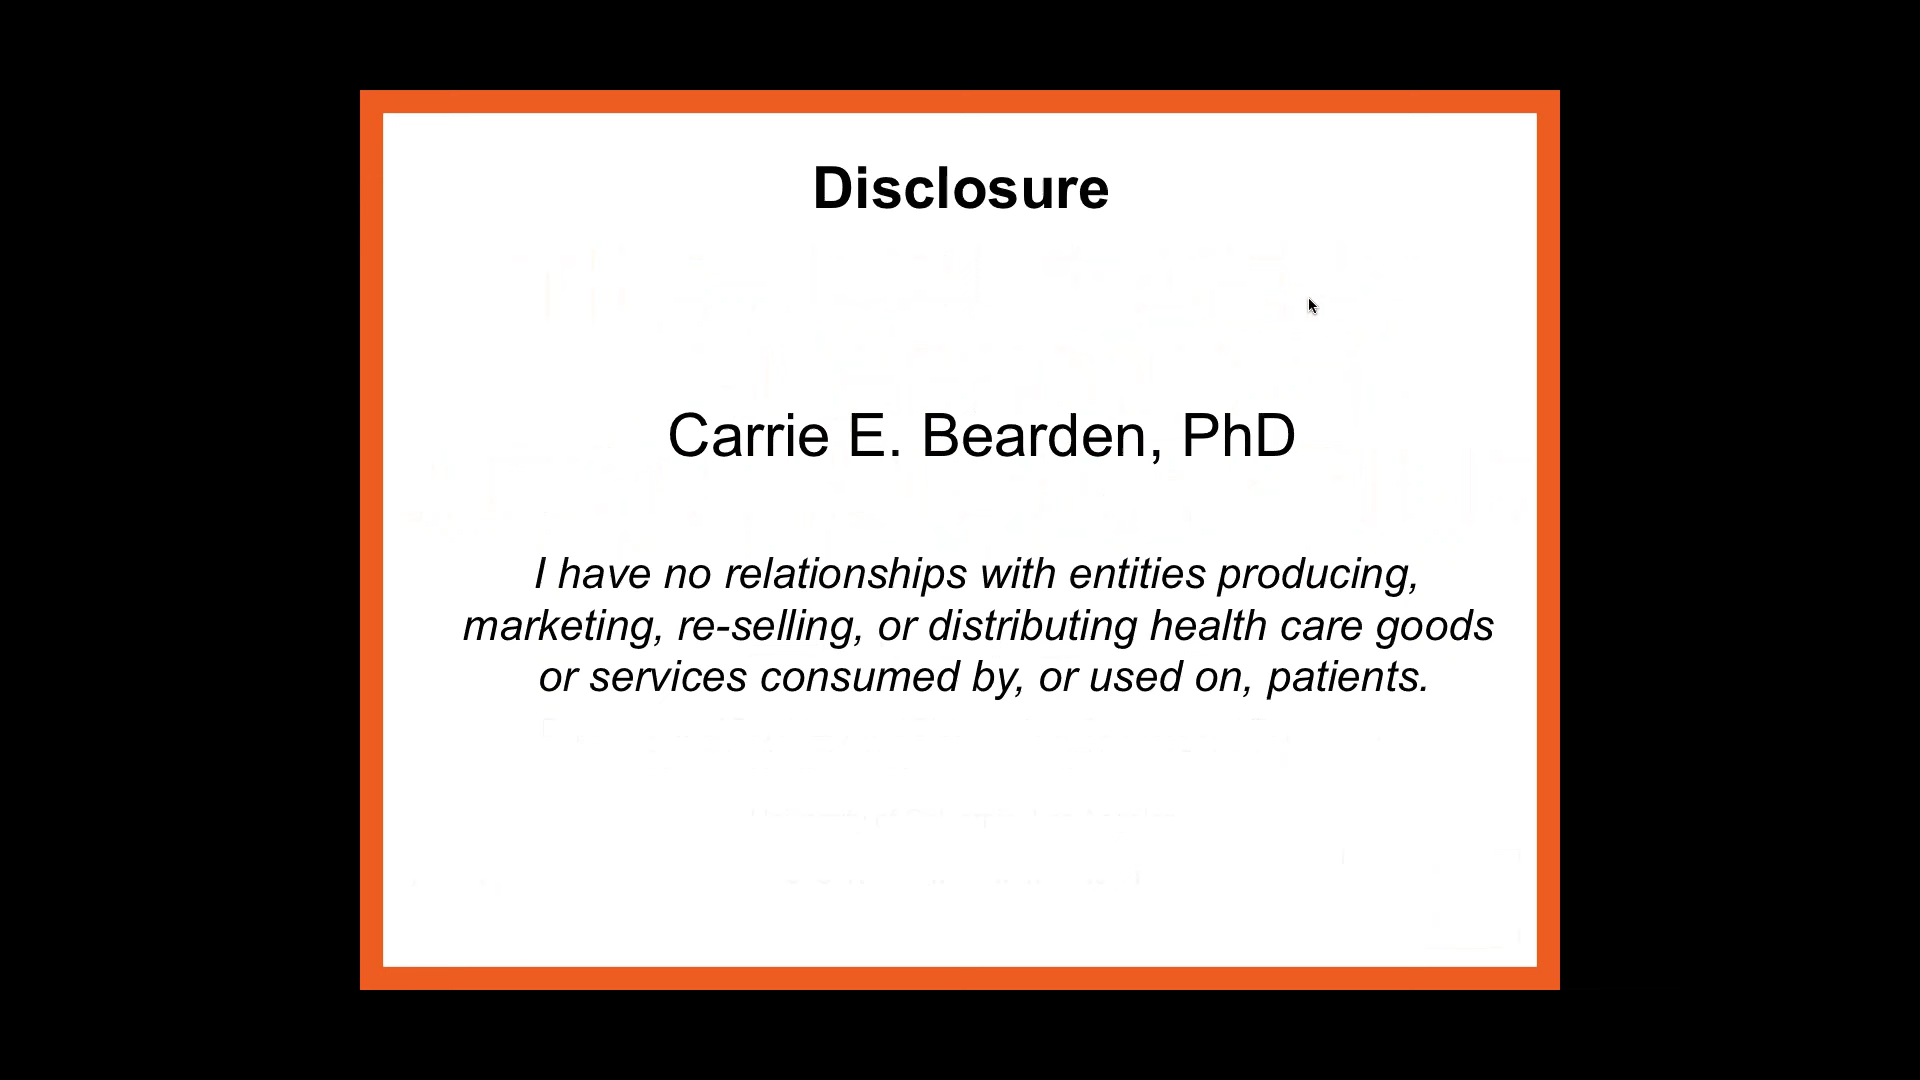 Disclosure
Carrie E. Bearden, PhD
I have no relationships with entities producing,
marketing, re-selling, or distributing health care goods
or services consumed by, or used on, patients.